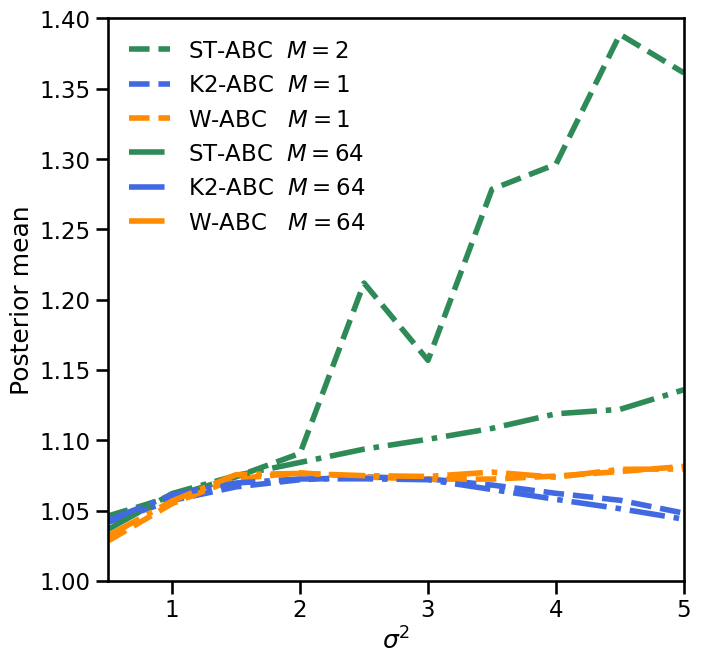 1.40
1.35
1.30
1.25
1.20
1.15
1.10
1.05
1.00
Posterior mean
ST-ABC M = 2
K2-ABC M = 1
W-ABC M = 1
ST-ABC M = 64
K2-ABC M = 64
W-ABC M = 64
1 2 3 4 5
σ²